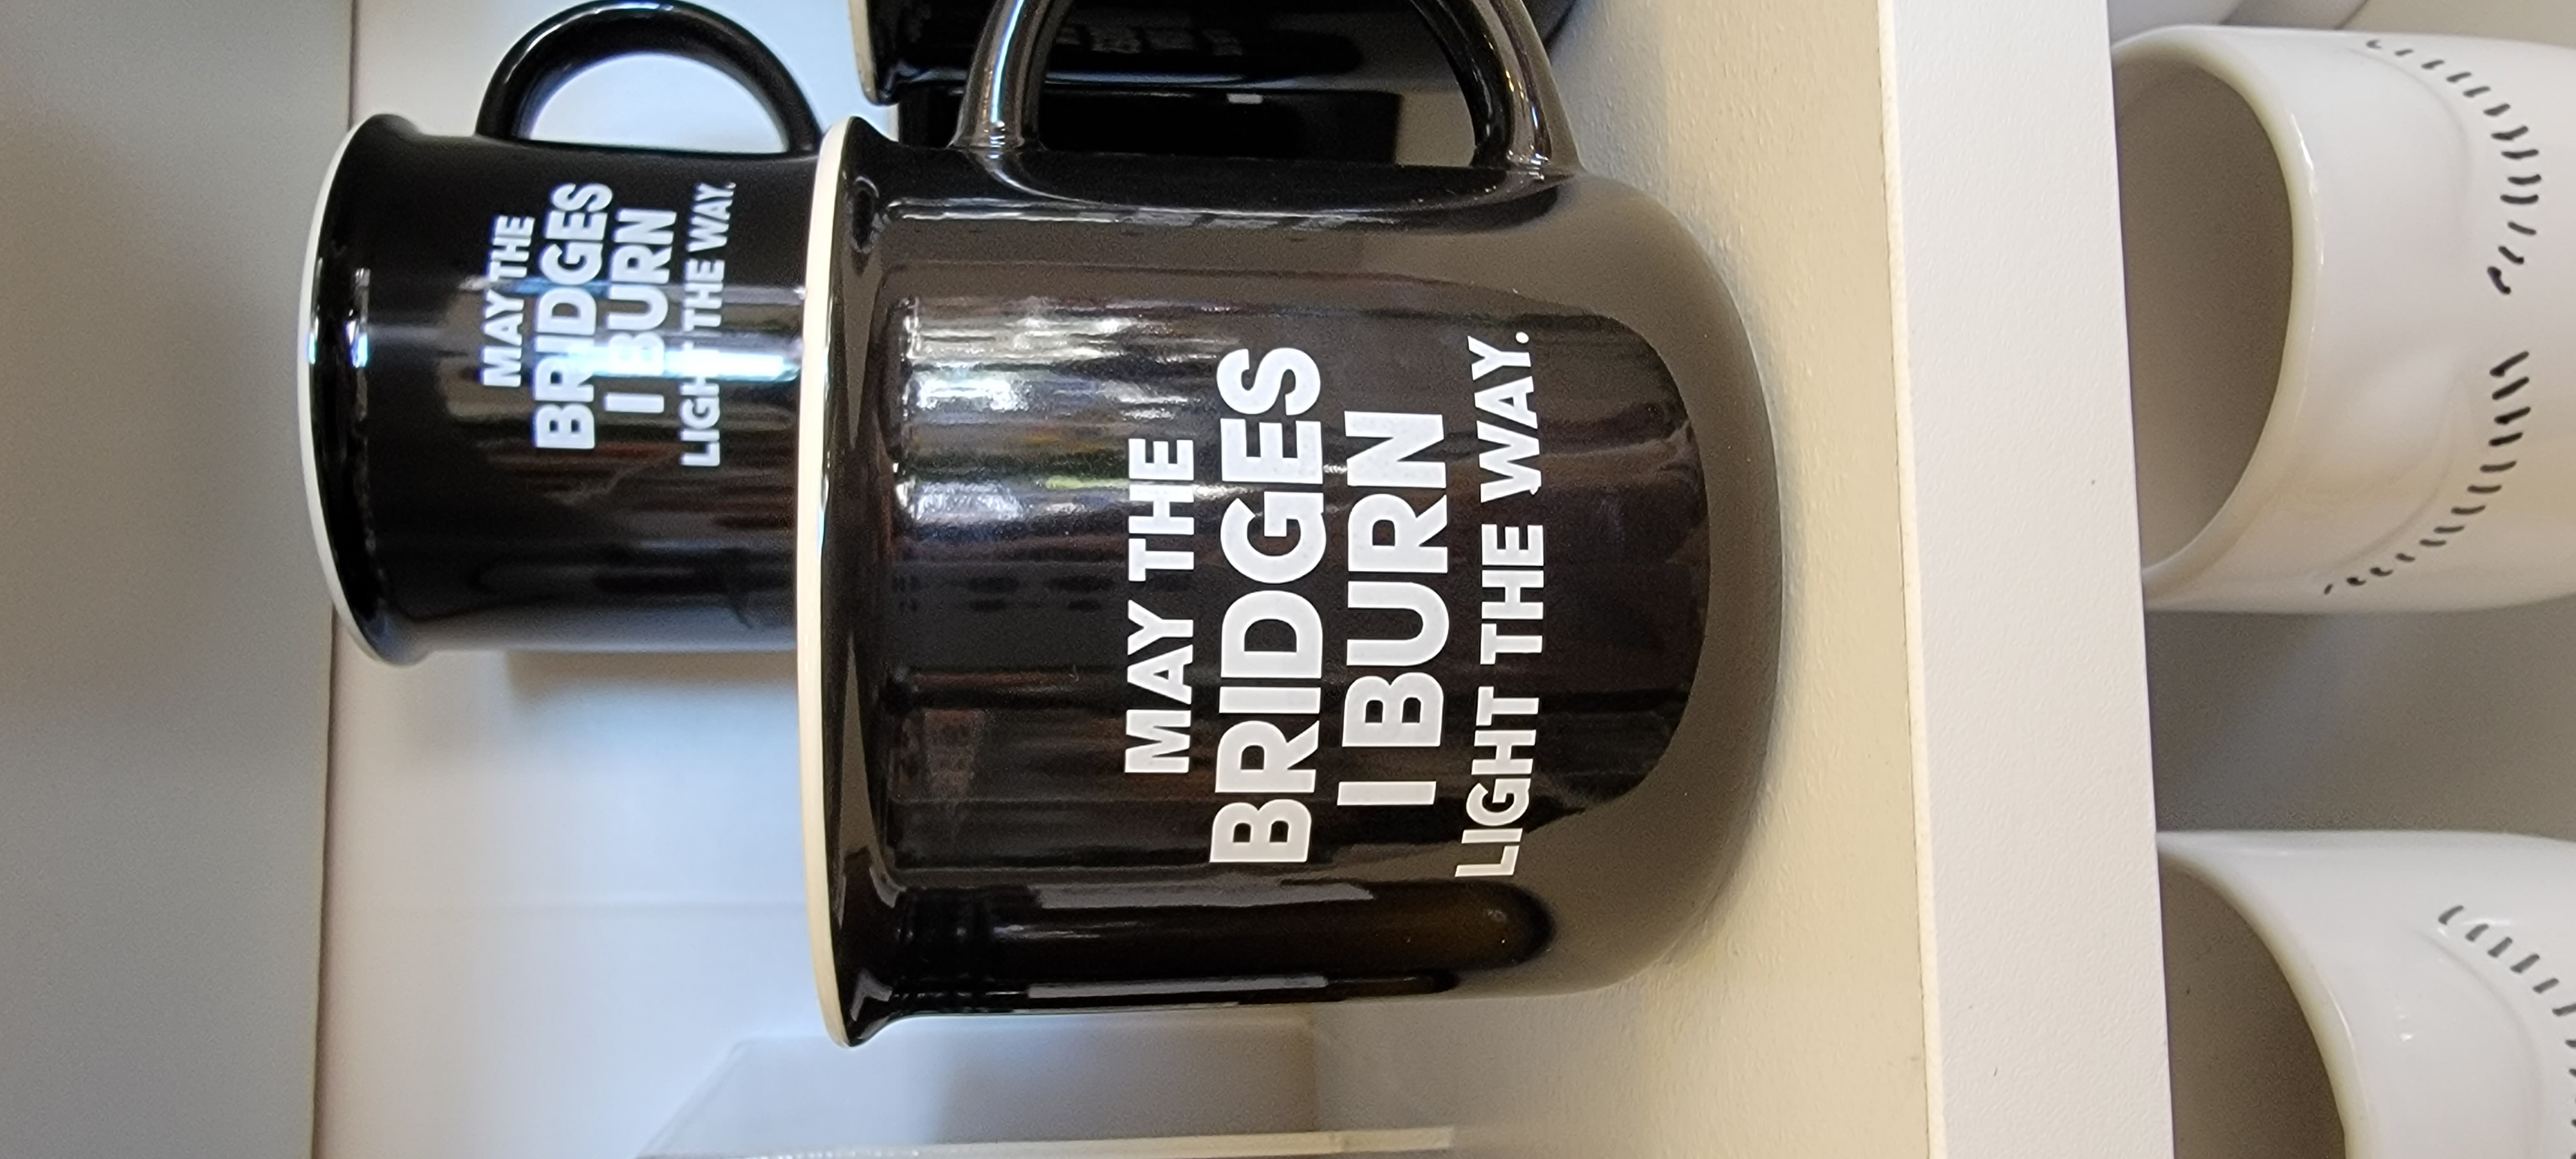 MAY THE
BRIDGES
I BURN
LIGHT THE WAY.
MAY THE
BRIDGES
I BURN
LIGHT THE WAY.